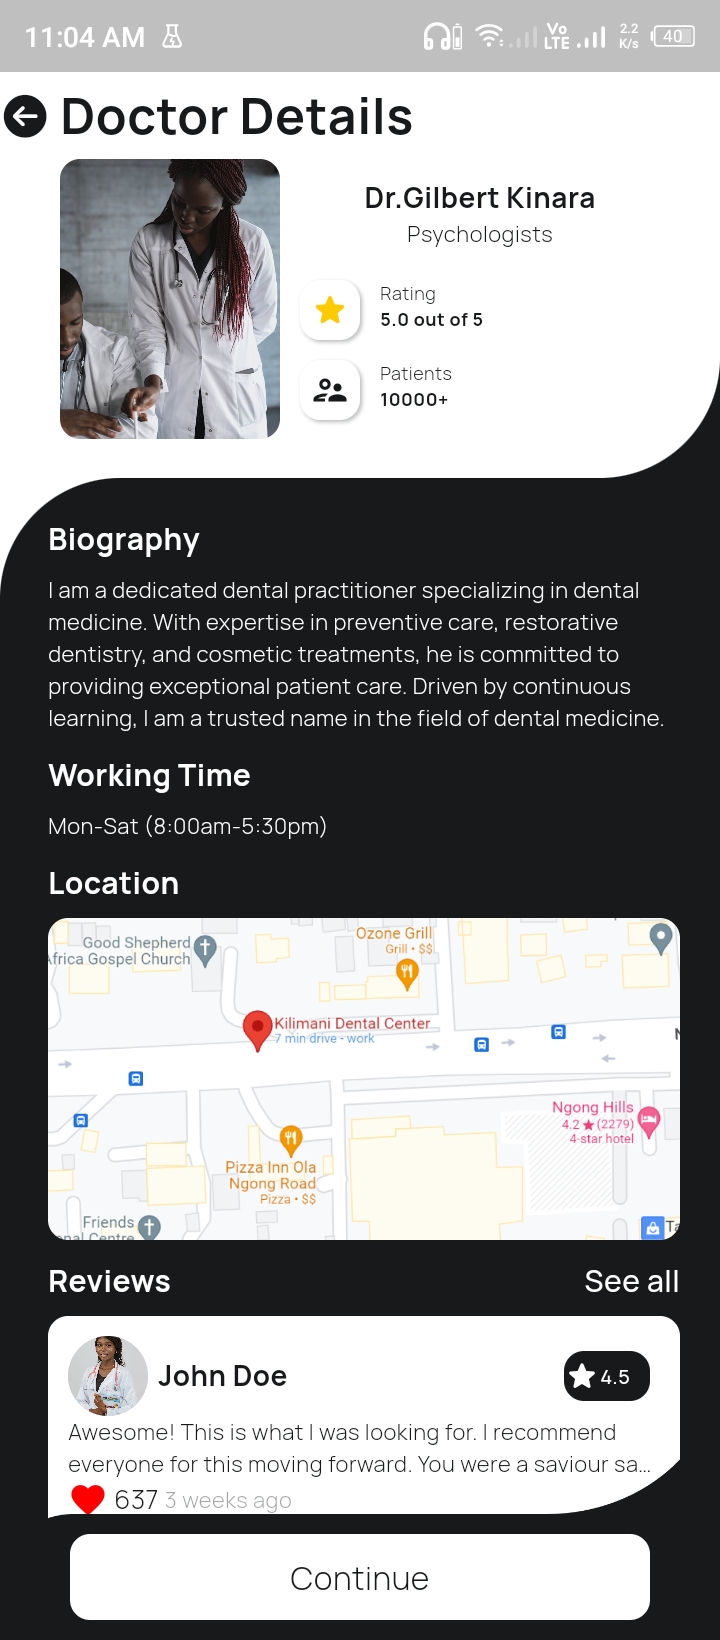 11:04 AM
Vo
LTE
2.2
K/s
40
Doctor Details
Dr.Gilbert Kinara
Psychologists
Rating
5.0 out of 5
Patients
10000+
Biography
I am a dedicated dental practitioner specializing in dental
medicine. With expertise in preventive care, restorative
dentistry, and cosmetic treatments, he is committed to
providing exceptional patient care. Driven by continuous
learning, I am a trusted name in the field of dental medicine.
Working Time
Mon-Sat (8:00am-5:30pm)
Location
Good Shepherd
Africa Gospel Church
Ozone Grill
Grill • $$
Kilimani Dental Center
7 min drive - work
Ngong Hills
4.2 ★ (2279)
4-star hotel
Pizza Inn Ola
Ngong Road
Pizza • $$
Friends
Centre
Reviews
See all
John Doe
4.5
Awesome! This is what I was looking for. I recommend
everyone for this moving forward. You were a saviour sa...
637 3 weeks ago
Continue